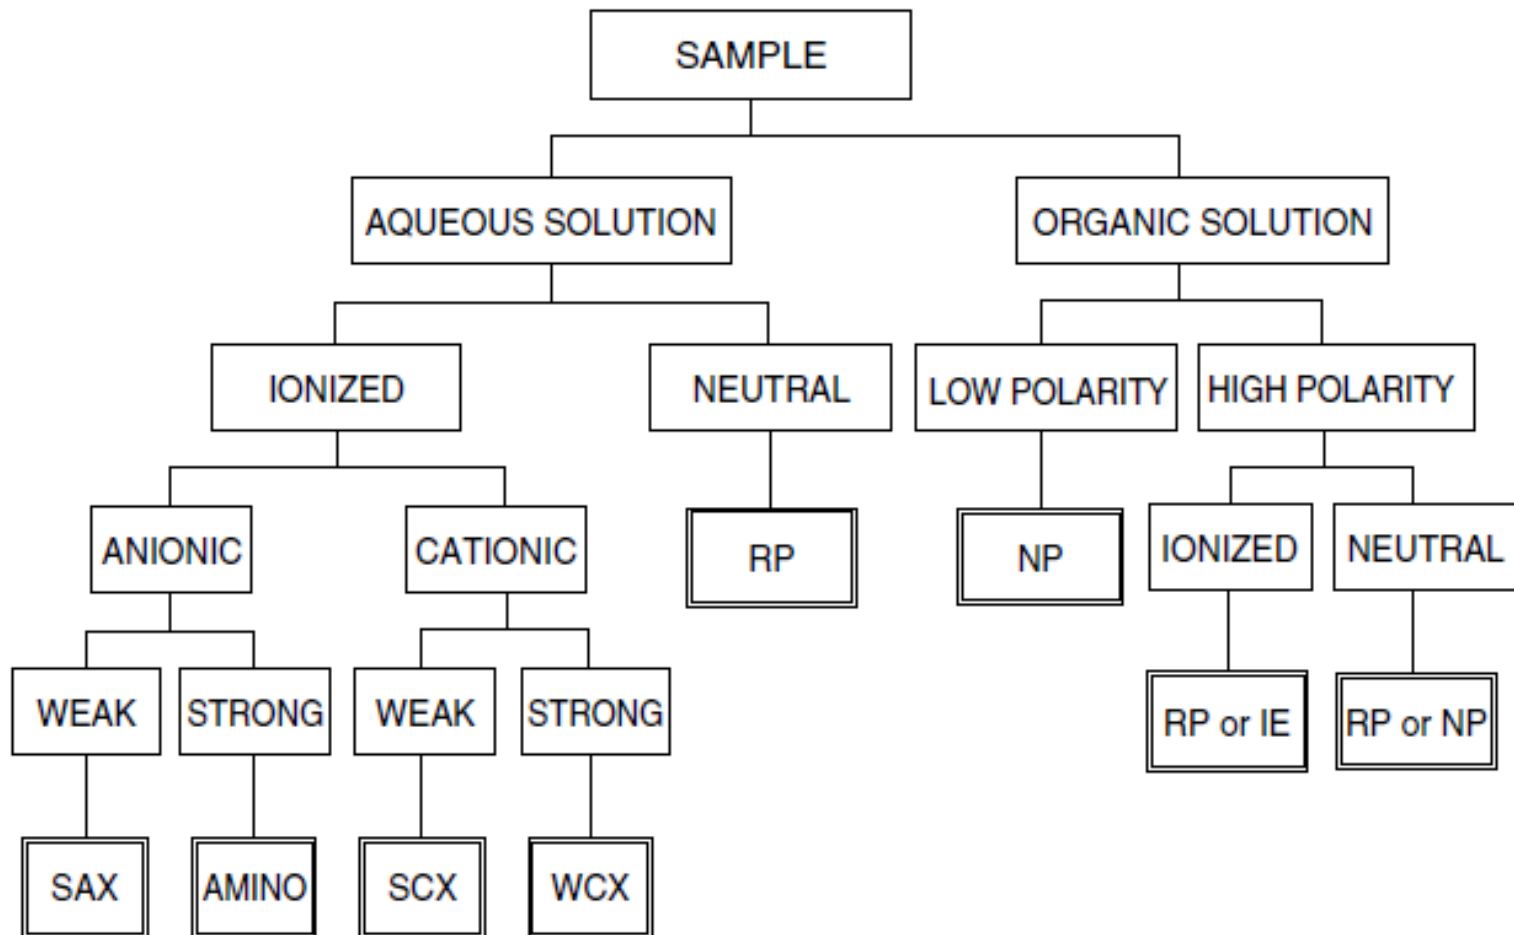 SAMPLE
AQUEOUS SOLUTION
ORGANIC SOLUTION
IONIZED
NEUTRAL
LOW POLARITY
HIGH POLARITY
ANIONIC
CATIONIC
RP
NP
IONIZED
NEUTRAL
WEAK
STRONG
WEAK
STRONG
RP or IE
RP or NP
SAX
AMINO
SCX
WCX